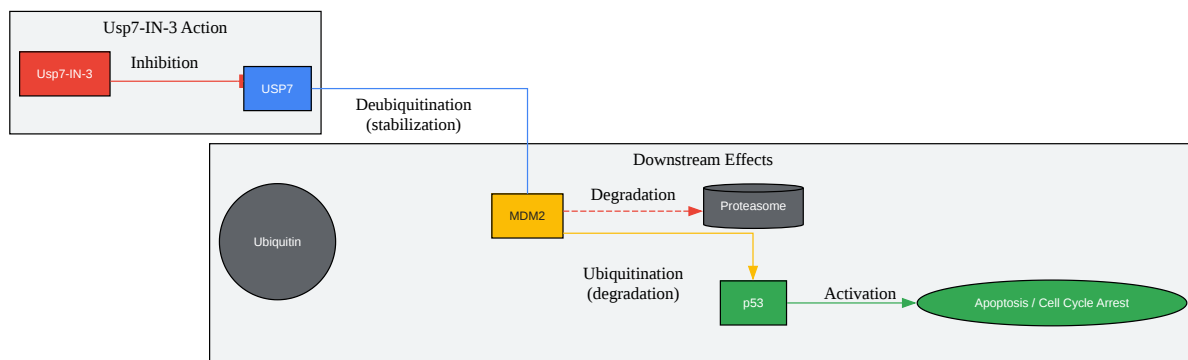 Usp7-IN-3 Action
Usp7-IN-3
Inhibition
USP7
Deubiquitination
(stabilization)
Downstream Effects
Ubiquitin
MDM2
Degradation
Proteasome
Ubiquitination
(degradation)
p53
Activation
Apoptosis / Cell Cycle Arrest